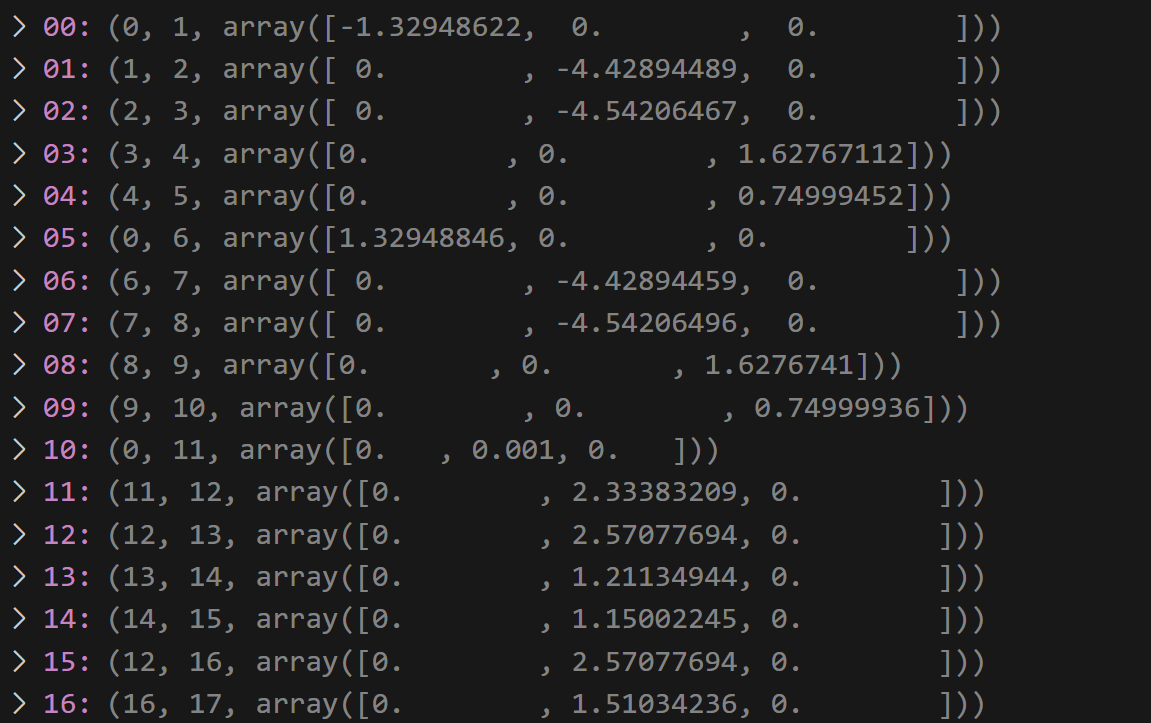 > 00: (0, 1, array([-1.32948622,  0.        ,  0.        ]))
> 01: (1, 2, array([ 0.        , -4.42894489,  0.        ]))
> 02: (2, 3, array([ 0.        , -4.54206467,  0.        ]))
> 03: (3, 4, array([0.        , 0.        , 1.62767112]))
> 04: (4, 5, array([0.        , 0.        , 0.74999452]))
> 05: (0, 6, array([1.32948846, 0.        , 0.        ]))
> 06: (6, 7, array([ 0.        , -4.42894459,  0.        ]))
> 07: (7, 8, array([ 0.        , -4.54206496,  0.        ]))
> 08: (8, 9, array([0.       , 0.       , 1.6276741]))
> 09: (9, 10, array([0.        , 0.        , 0.74999936]))
> 10: (0, 11, array([0.   , 0.001, 0.   ]))
> 11: (11, 12, array([0.        , 2.33383209, 0.        ]))
> 12: (12, 13, array([0.        , 2.57077694, 0.        ]))
> 13: (13, 14, array([0.        , 1.21134944, 0.        ]))
> 14: (14, 15, array([0.        , 1.15002245, 0.        ]))
> 15: (12, 16, array([0.        , 2.57077694, 0.        ]))
> 16: (16, 17, array([0.        , 1.51034236, 0.        ]))